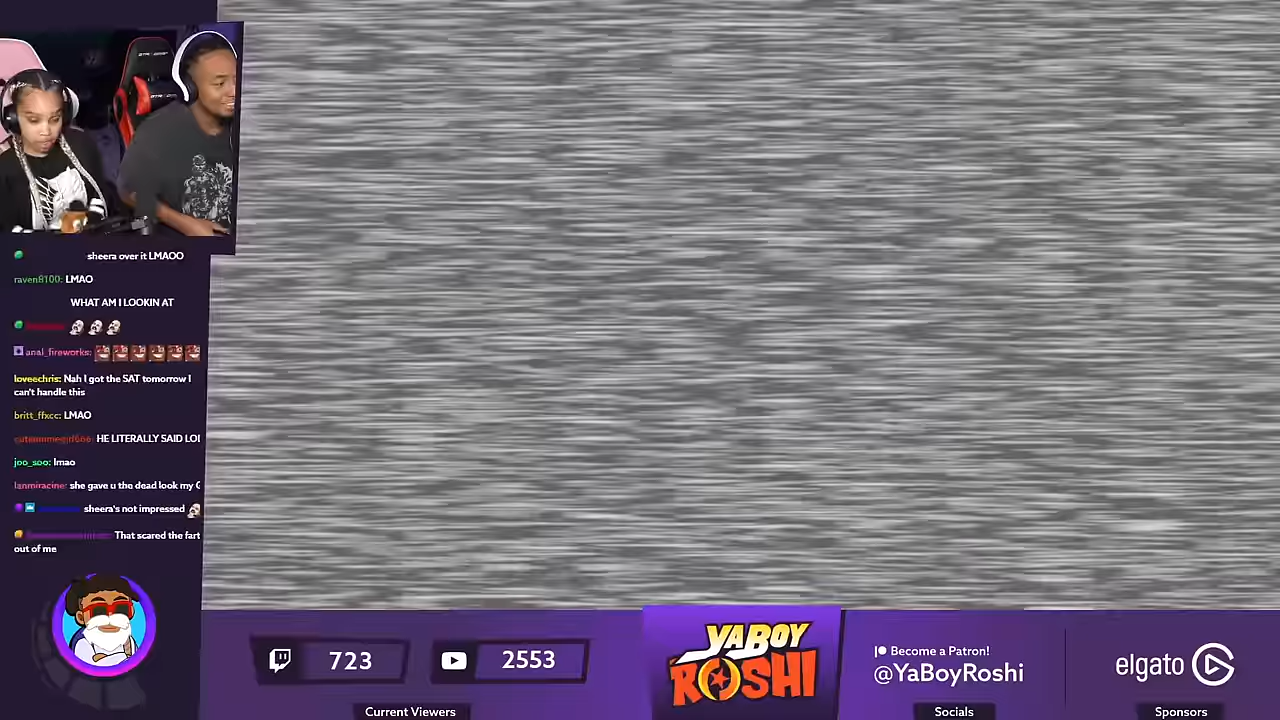 sheera over it LMAOO
raven8100: LMAO
WHAT AM I LOOKIN AT
anal_fireworks:
loveechris: Nah I got the SAT tomorrow I
can't handle this
britt_ffxcc: LMAO
HE LITERALLY SAID LOL
joo_soo: lmao
lanmiracine: she gave u the dead look my
sheera's not impressed
That scared the fart
out of me
723
2553
Current Viewers
YABOY
ROSHI
Become a Patron!
@YaBoyRoshi
Socials
elgato
Sponsors